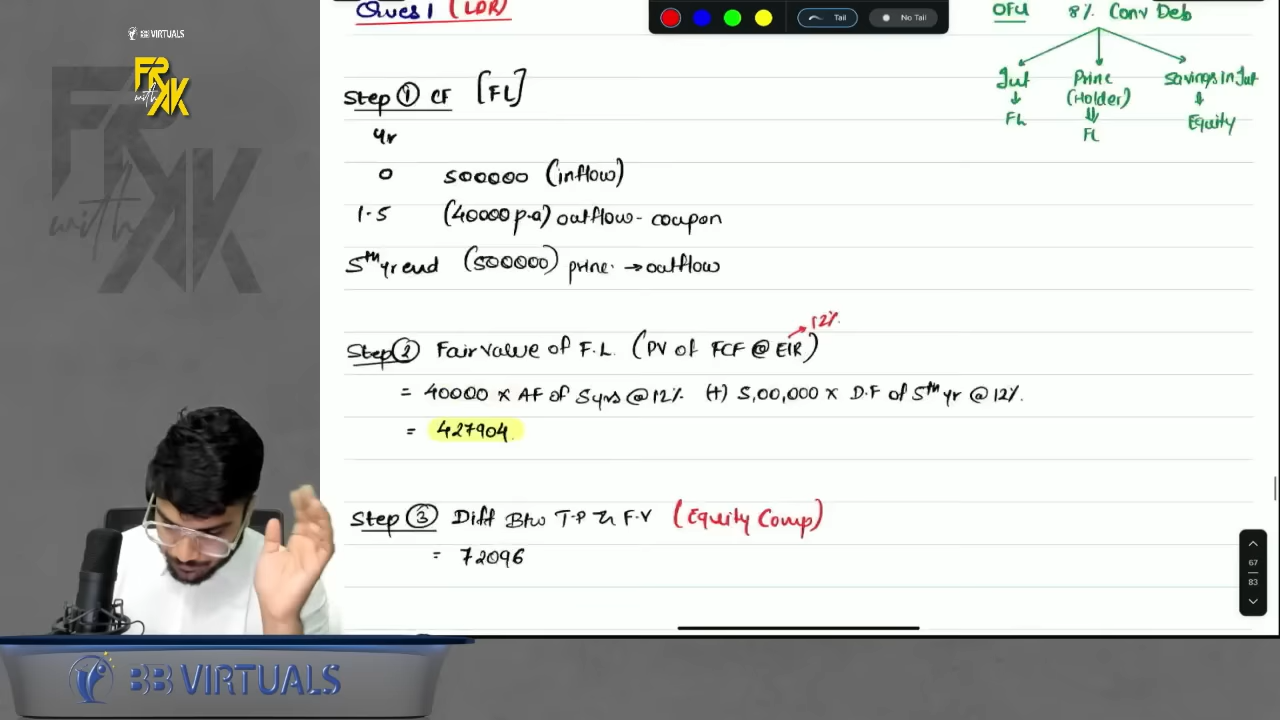 Ques 1 (LDR)
Tail
No Tail
OFU 8% Conv Deb
BB VIRTUALS
FR with AK
Int
Princ (Holder)
Savings in Int
FL
FL
Equity
Step ① CF [FL]
Yr
0 500000 (inflow)
1-5 (40000 p.a) outflow - coupon
5th yr end (500000) princ. → outflow
12%
Step ② Fair value of F.L. (PV of FCF @ EIR)
= 40000 × AF of 5yrs @ 12% (+) 5,00,000 × D.F of 5th yr @ 12%.
= 427904.
Step ③ Diff Btw T.P & F.V (Equity Comp)
= 72096
67
83
BB VIRTUALS